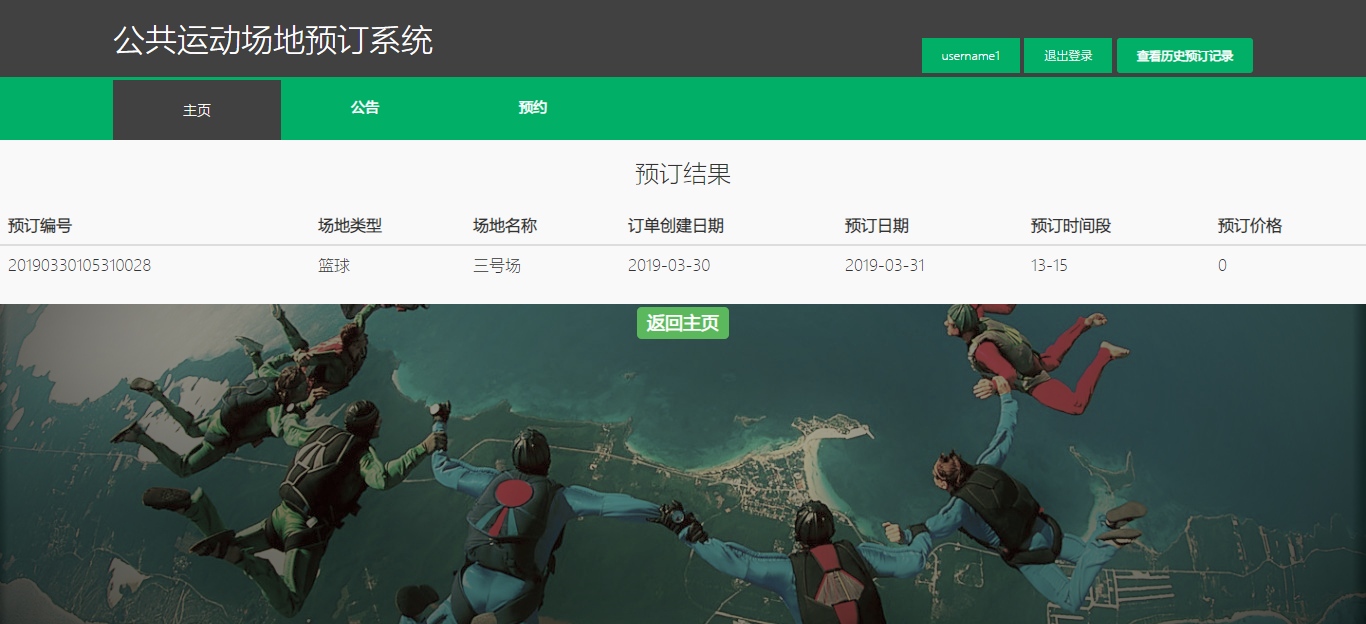 公共运动场地预订系统
username1 退出登录 查看历史预订记录
主页 公告 预约
预订结果
预订编号 场地类型 场地名称 订单创建日期 预订日期 预订时间段 预订价格
20190330105310028 篮球 三号场 2019-03-30 2019-03-31 13-15 0
返回主页